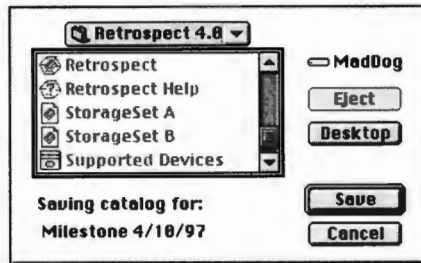 Retrospect 4.0
Retrospect
Retrospect Help
StorageSet A
StorageSet B
Supported Devices
MadDog
Eject
Desktop
Saving catalog for:
Milestone 4/10/97
Save
Cancel